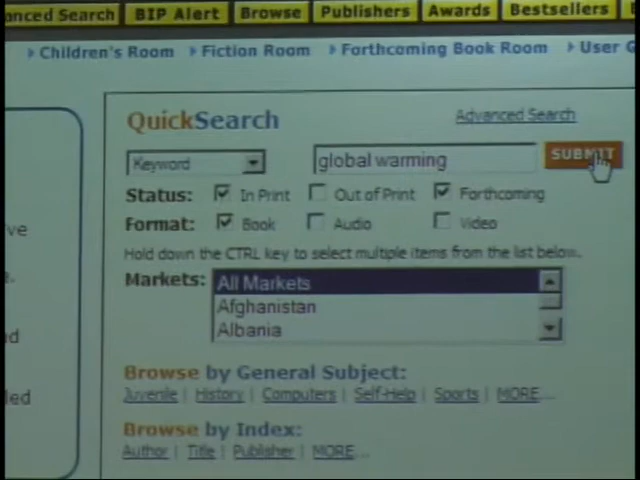 anced Search BIP Alert Browse Publishers Awards Bestsellers
Children's Room Fiction Room Forthcoming Book Room User G
QuickSearch Advanced Search
Keyword global warming SUBMIT
Status: In Print Out of Print Forthcoming
Format: Book Audio Video
Hold down the CTRL key to select multiple items from the list below.
Markets: All Markets
Afghanistan
Albania
Browse by General Subject:
Juvenile | History | Computers | Self-Help | Sports | MORE...
Browse by Index:
Author | Title | Publisher | MORE...
've
d
led